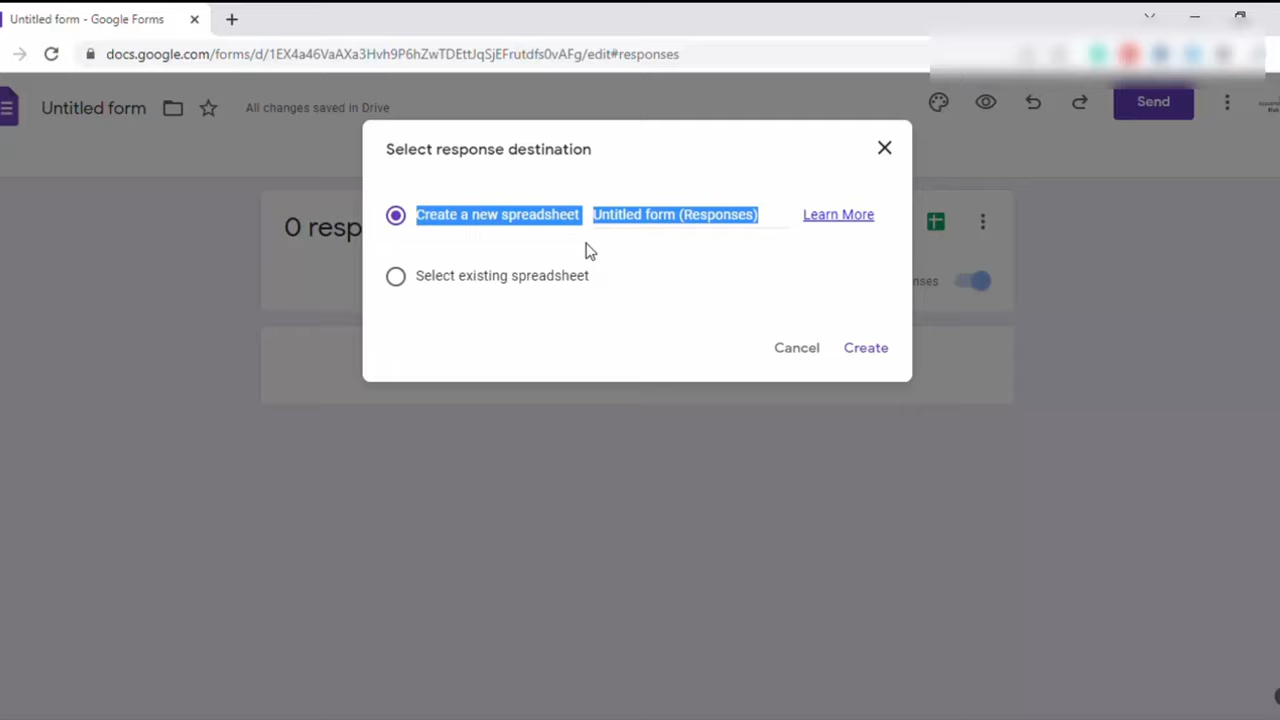 Untitled form - Google Forms
docs.google.com/forms/d/1EX4a46VaAXa3Hvh9P6hZwTDEttJqSjEFrutdfs0vAFg/edit#responses
Untitled form
All changes saved in Drive
Send
Select response destination
Create a new spreadsheet Untitled form (Responses) Learn More
0 resp
Select existing spreadsheet
nses
Cancel Create